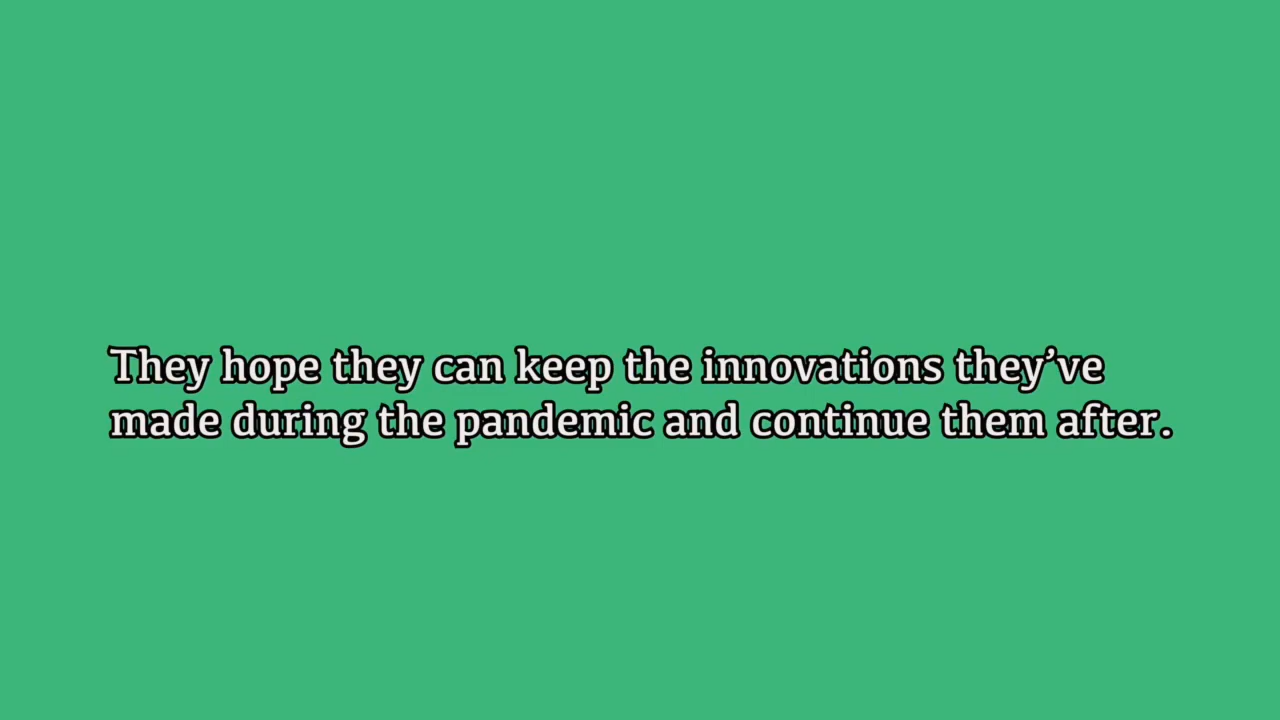 They hope they can keep the innovations they’ve
made during the pandemic and continue them after.